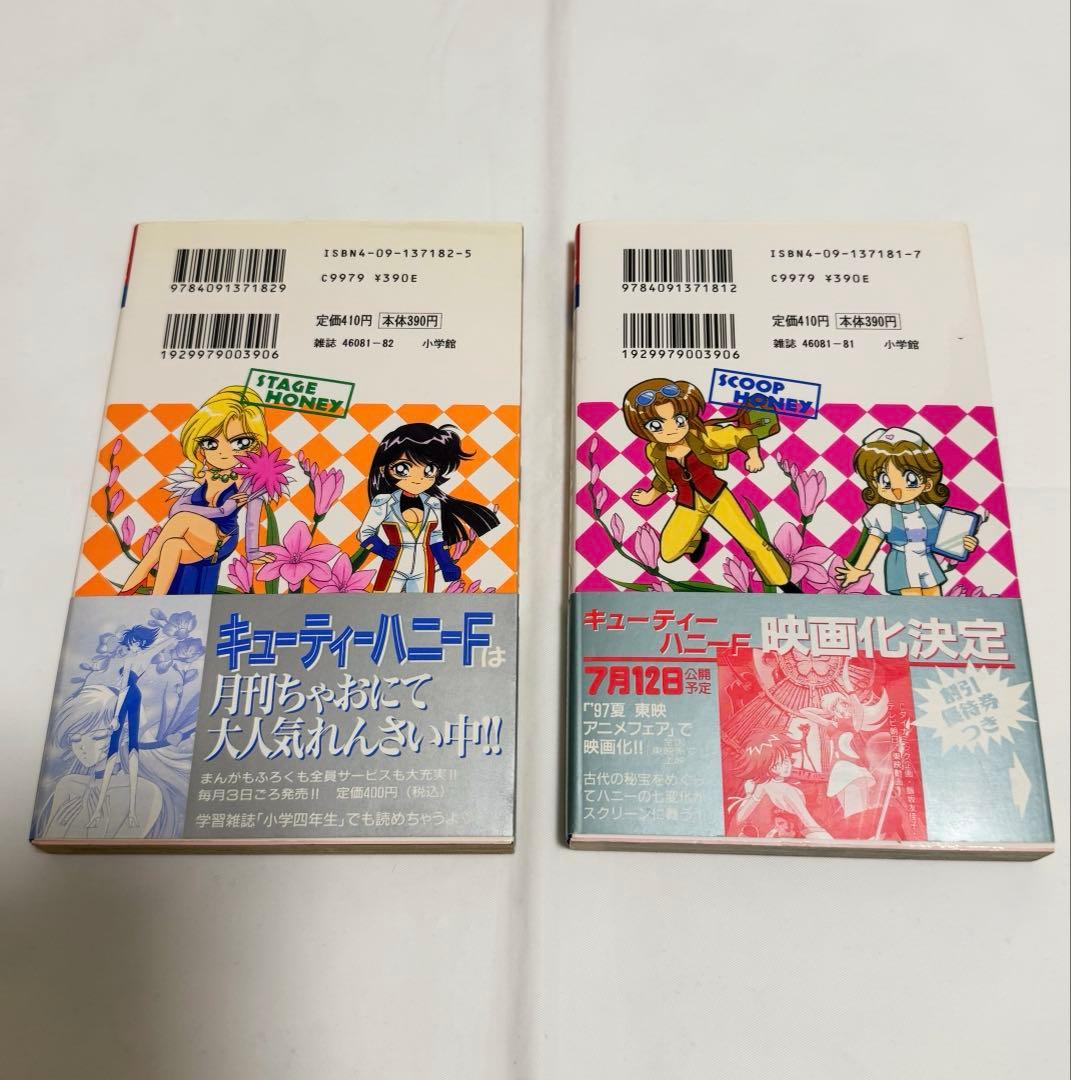 ISBN4-09-137182-5
9784091371829
C9979 ¥390E
定価410円 本体390円
1929979003906
雑誌 46081-82 小学館
STAGE
HONEY
キューティーハニーFは
月刊ちゃおにて
大人気れんさい中!!
まんがもふろくも全員サービスも大充実!!
毎月3日ごろ発売!! 定価400円(税込)
学習雑誌「小学四年生」でも読めちゃうよ
ISBN4-09-137181-7
9784091371812
C9979 ¥390E
定価410円 本体390円
1929979003906
雑誌 46081-81 小学館
SCOOP
HONEY
キューティー
ハニーF
映画化決定
7月12日公開予定
「'97夏 東映
アニメフェア」で
映画化!!
古代の秘宝をめぐっ
てハニーの七変化が
スクリーンに舞う!
割引
優待券
つき